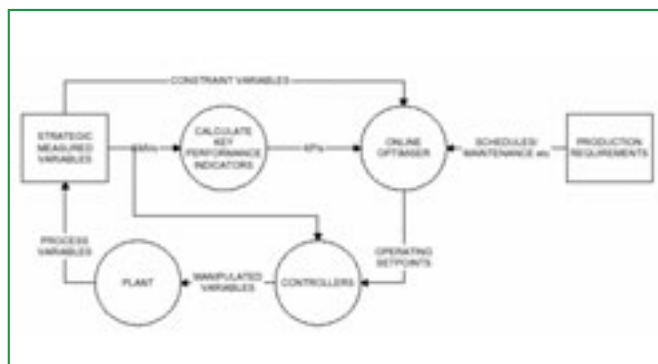 CONSTRAINT VARIABLES
STRATEGIC
MEASURED
VARIABLES
SMVs
CALCULATE
KEY
PERFORMANCE
INDICATORS
KPIs
ONLINE
OPTIMISER
SCHEDULES/
MAINTENANCE etc
PRODUCTION
REQUIREMENTS
PROCESS
VARIABLES
PLANT
MANIPULATED
VARIABLES
CONTROLLERS
OPERATING
SETPOINTS